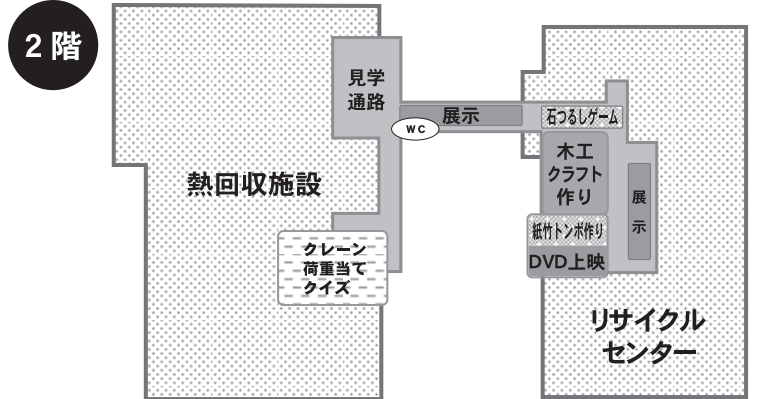 2階
見学
通路
展示
WC
石つるしゲーム
木工
クラフト
作り
展
示
熱回収施設
紙竹トンボ作り
DVD上映
クレーン
荷重当て
クイズ
リサイクル
センター